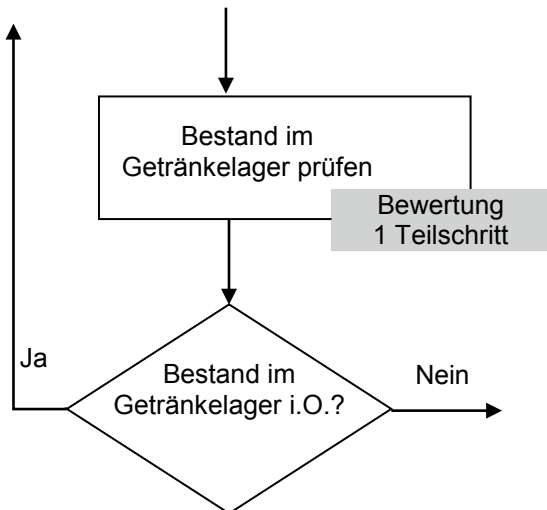 Bestand im
Getränkelager prüfen
Bewertung
1 Teilschritt
Ja
Bestand im
Getränkelager i.O.?
Nein